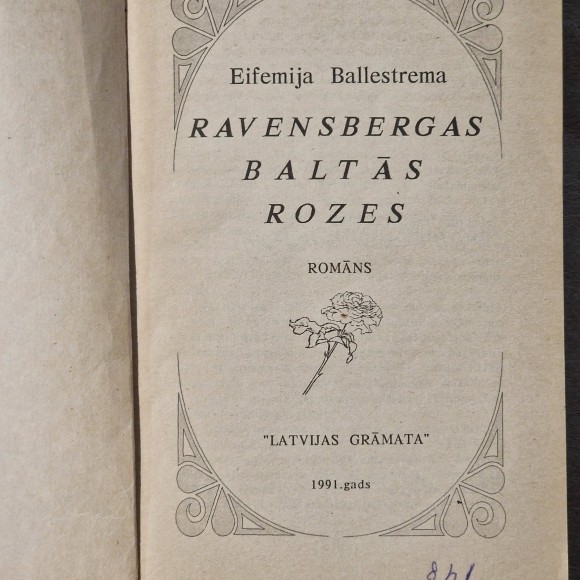 Eifemija Ballestrema
RAVENSBERGAS
BALTĀS
ROZES
ROMĀNS
"LATVIJAS GRĀMATA"
1991.gads